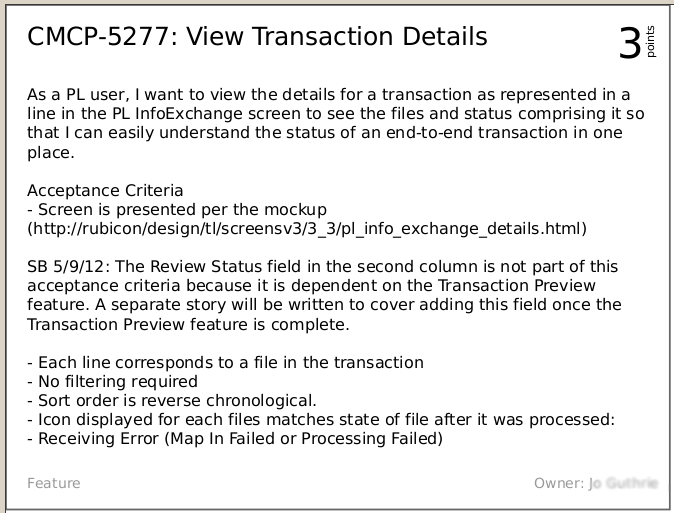 CMCP-5277: View Transaction Details
3 points
As a PL user, I want to view the details for a transaction as represented in a
line in the PL InfoExchange screen to see the files and status comprising it so
that I can easily understand the status of an end-to-end transaction in one
place.
Acceptance Criteria
- Screen is presented per the mockup
(http://rubicon/design/tl/screensv3/3_3/pl_info_exchange_details.html)
SB 5/9/12: The Review Status field in the second column is not part of this
acceptance criteria because it is dependent on the Transaction Preview
feature. A separate story will be written to cover adding this field once the
Transaction Preview feature is complete.
- Each line corresponds to a file in the transaction
- No filtering required
- Sort order is reverse chronological.
- Icon displayed for each files matches state of file after it was processed:
- Receiving Error (Map In Failed or Processing Failed)
Feature
Owner: